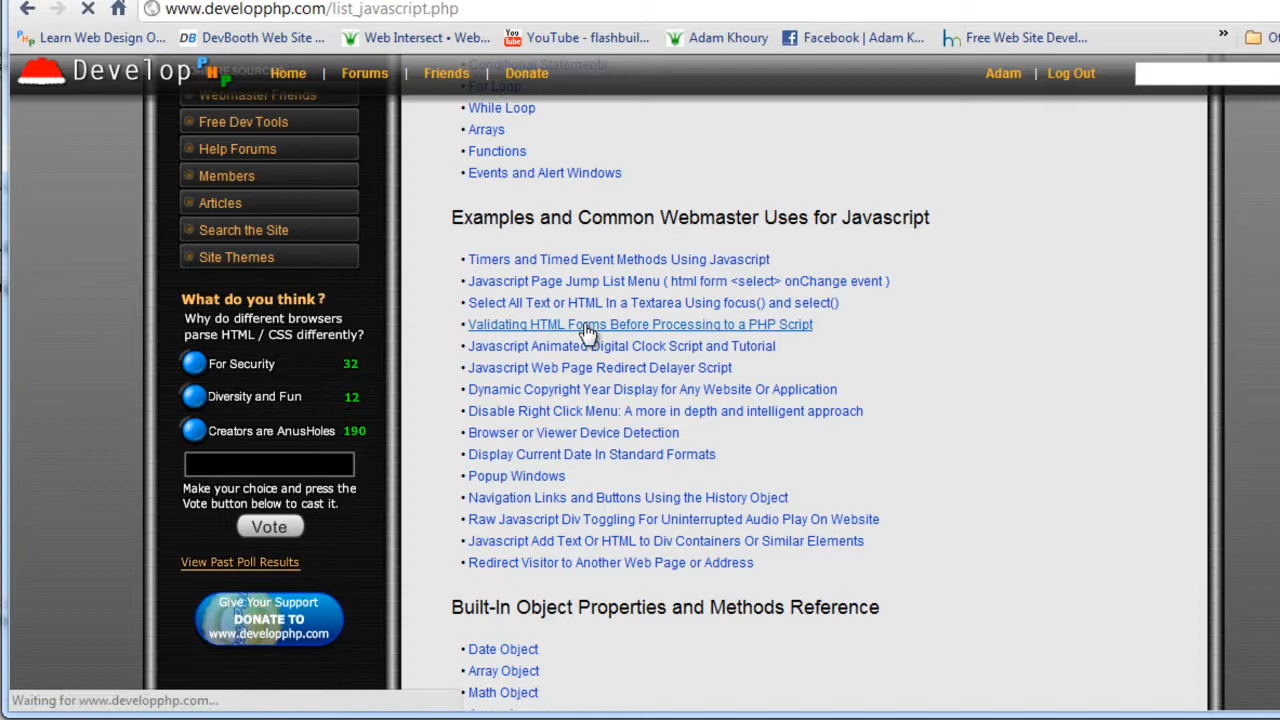 www.developphp.com/list_javascript.php
Learn Web Design O...
DevBooth Web Site ...
Web Intersect • Web...
YouTube - flashbuil...
Adam Khoury
Facebook | Adam K...
Free Web Site Devel...
»
Develop PHP
Home | Forums | Friends | Donate
Adam | Log Out
Webmaster Friends
Free Dev Tools
Help Forums
Members
Articles
Search the Site
Site Themes
What do you think?
Why do different browsers
parse HTML / CSS differently?
For Security 32
Diversity and Fun 12
Creators are AnusHoles 190
Make your choice and press the
Vote button below to cast it.
Vote
View Past Poll Results
Give Your Support
DONATE TO
www.developphp.com
Conditional Statements
• For Loop
• While Loop
• Arrays
• Functions
• Events and Alert Windows
Examples and Common Webmaster Uses for Javascript
• Timers and Timed Event Methods Using Javascript
• Javascript Page Jump List Menu ( html form <select> onChange event )
• Select All Text or HTML In a Textarea Using focus() and select()
• Validating HTML Forms Before Processing to a PHP Script
• Javascript Animated Digital Clock Script and Tutorial
• Javascript Web Page Redirect Delayer Script
• Dynamic Copyright Year Display for Any Website Or Application
• Disable Right Click Menu: A more in depth and intelligent approach
• Browser or Viewer Device Detection
• Display Current Date In Standard Formats
• Popup Windows
• Navigation Links and Buttons Using the History Object
• Raw Javascript Div Toggling For Uninterrupted Audio Play On Website
• Javascript Add Text Or HTML to Div Containers Or Similar Elements
• Redirect Visitor to Another Web Page or Address
Built-In Object Properties and Methods Reference
• Date Object
• Array Object
• Math Object
Waiting for www.developphp.com...